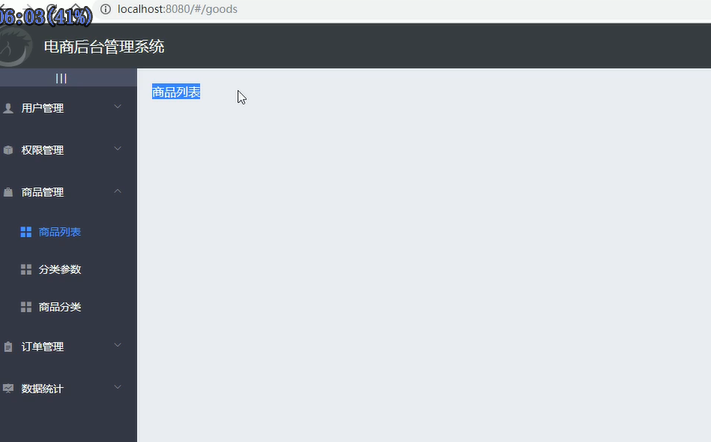 06:03(41%)
localhost:8080/#/goods
电商后台管理系统
|||
用户管理
商品列表
权限管理
商品管理
商品列表
分类参数
商品分类
订单管理
数据统计